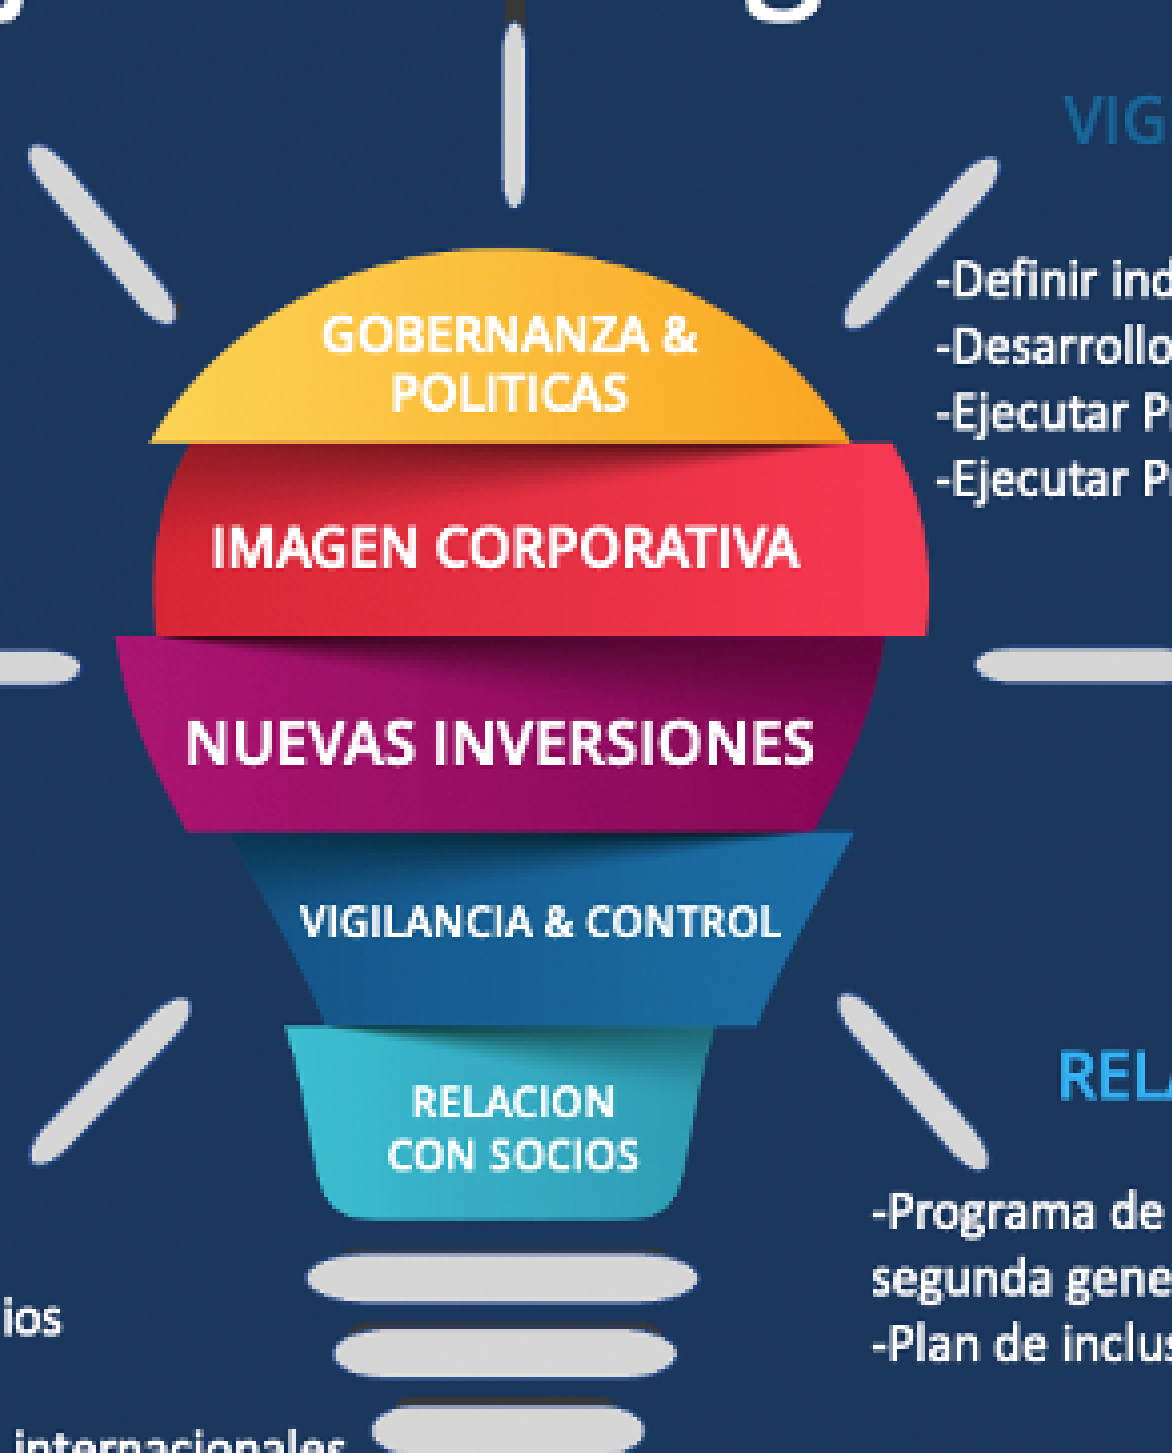 VIG
-Definir ind
-Desarrollo
-Ejecutar P
-Ejecutar P
GOBERNANZA &
POLITICAS
IMAGEN CORPORATIVA
NUEVAS INVERSIONES
VIGILANCIA & CONTROL
RELACION
CON SOCIOS
RELA
-Programa de
segunda gene
-Plan de inclus
ios
internacionales